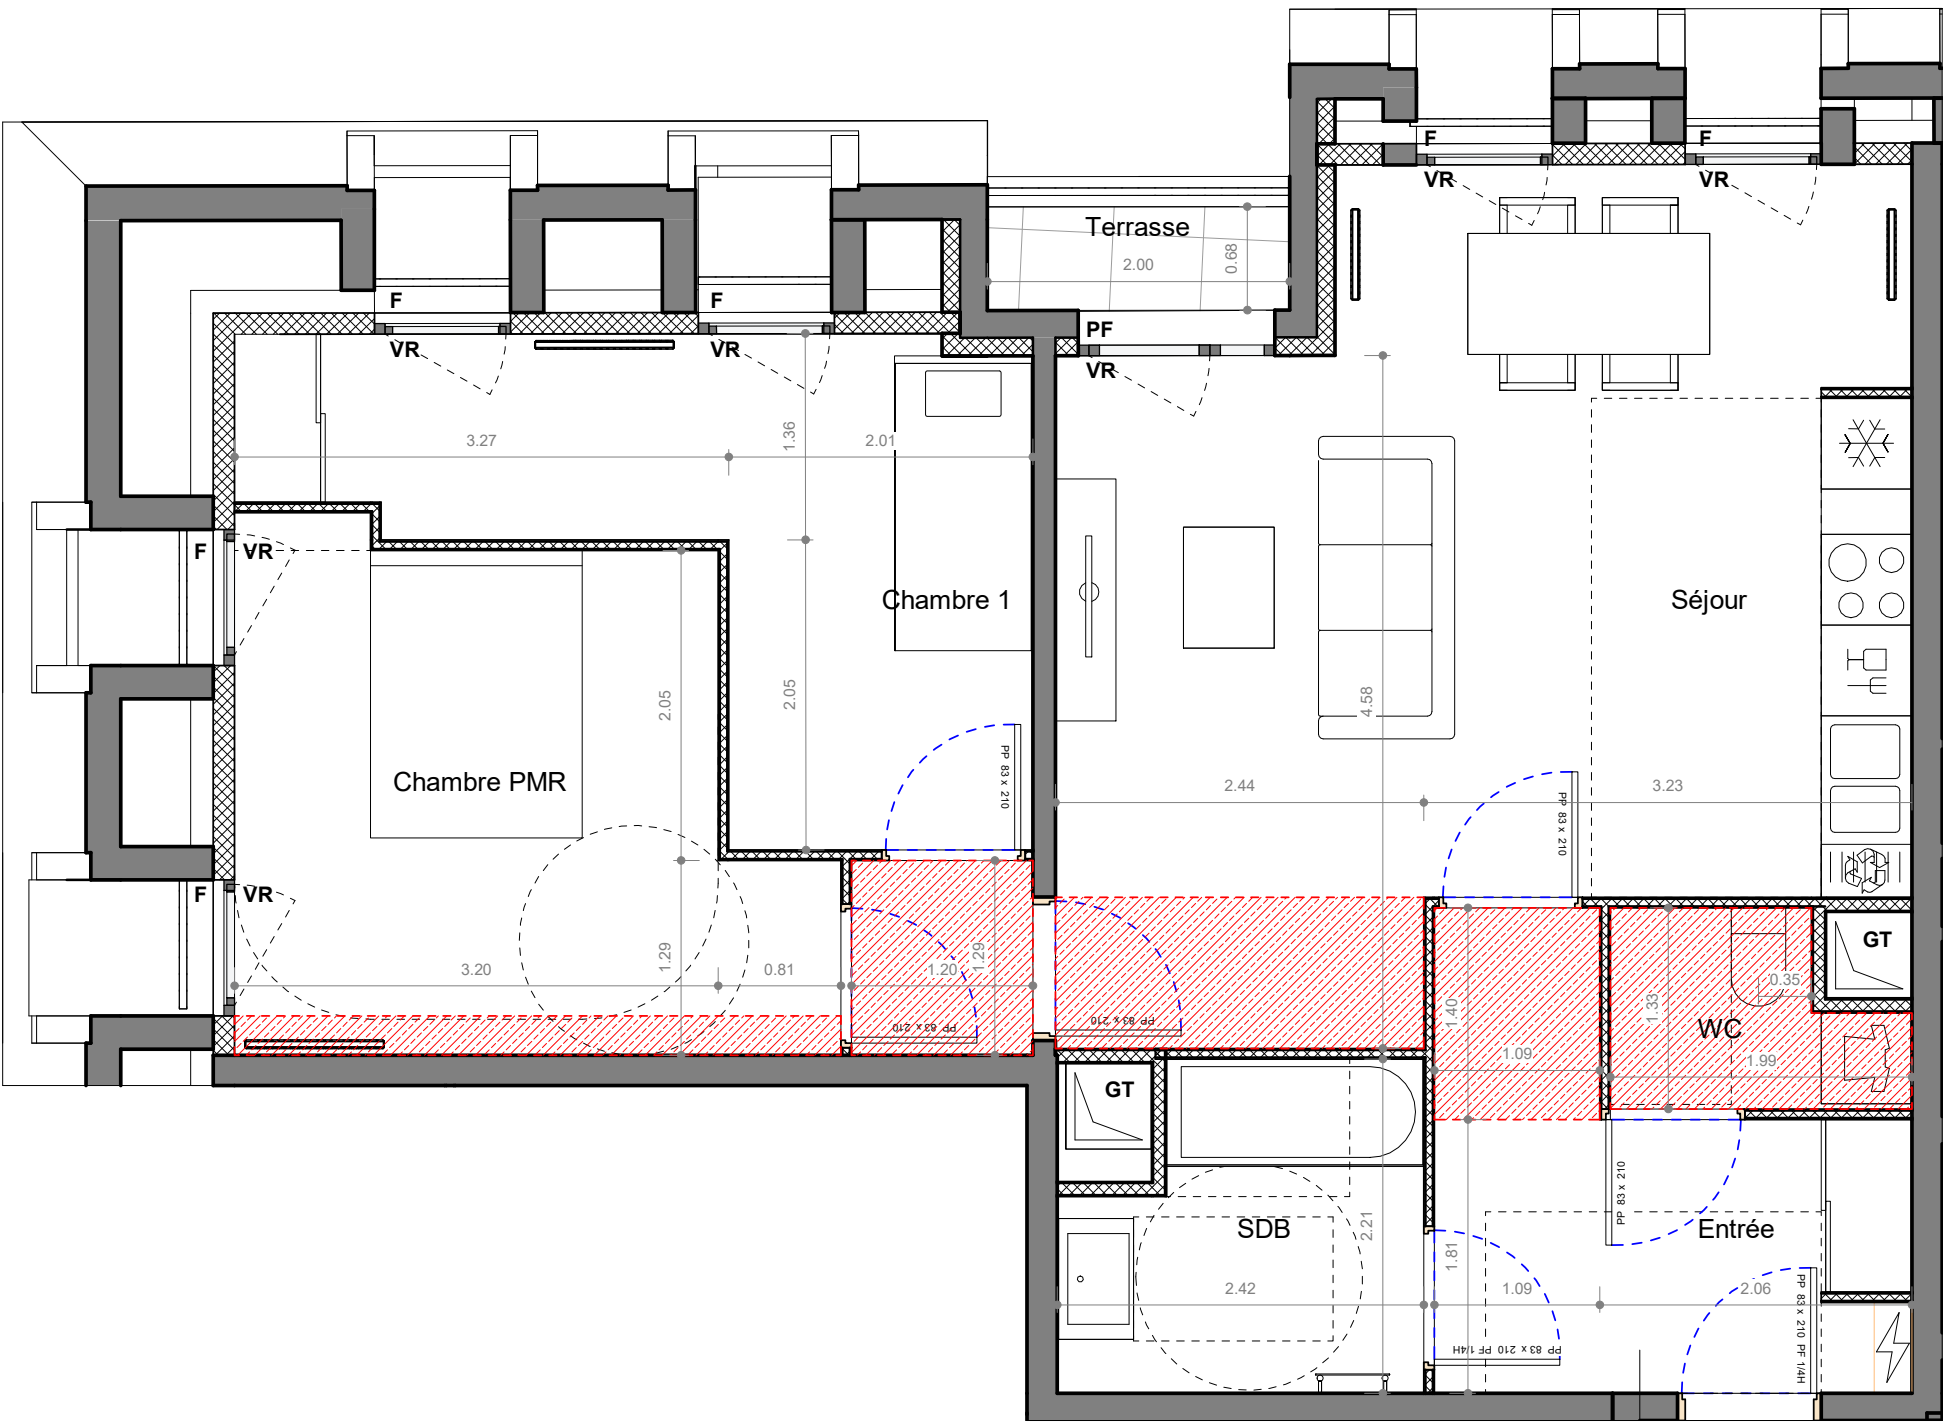 F
F
VR
VR
Terrasse
2.00
0.68
F
F
PF
VR
VR
VR
3.27
1.36
2.01
F
VR
Chambre 1
Séjour
2.05
2.05
4.58
Chambre PMR
PP 83 x 210
2.44
3.23
PP 83 x 210
F
VR
GT
3.20
1.29
0.81
1.20
1.29
0.35
1.40
1.33
PP 83 x 210
PP 83 x 210
WC
1.09
1.99
GT
PP 83 x 210
SDB
2.21
1.81
Entrée
2.42
1.09
2.06
PP 83 x 210 PF 1/4H
PP 83 x 210 PF 1/4H